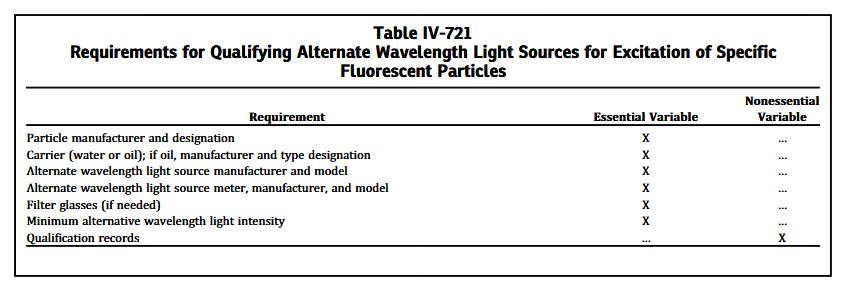 Table IV-721
Requirements for Qualifying Alternate Wavelength Light Sources for Excitation of Specific
Fluorescent Particles
Requirement Essential Variable Nonessential Variable
Particle manufacturer and designation X ...
Carrier (water or oil); if oil, manufacturer and type designation X ...
Alternate wavelength light source manufacturer and model X ...
Alternate wavelength light source meter, manufacturer, and model X ...
Filter glasses (if needed) X ...
Minimum alternative wavelength light intensity X ...
Qualification records ... X